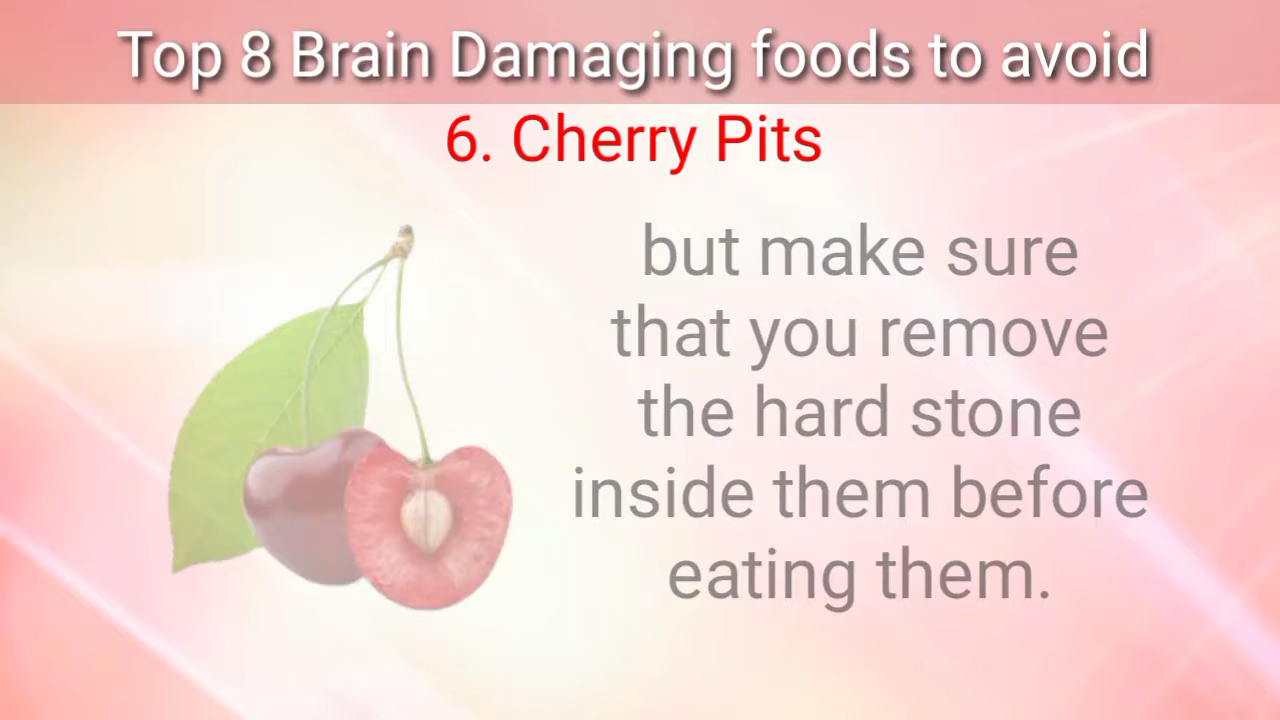 Top 8 Brain Damaging foods to avoid
6. Cherry Pits
but make sure
that you remove
the hard stone
inside them before
eating them.